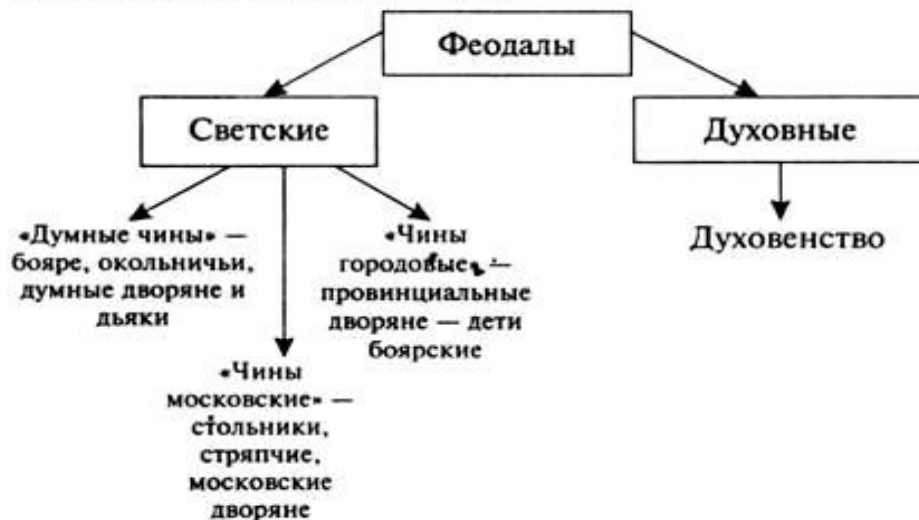 Феодалы
Светские
Духовные
«Думные чины» —
бояре, окольничьи,
думные дворяне и
дьяки
«Чины
московские» —
стольники,
стряпчие,
московские
дворяне
«Чины
городовые» —
провинциальные
дворяне — дети
боярские
Духовенство